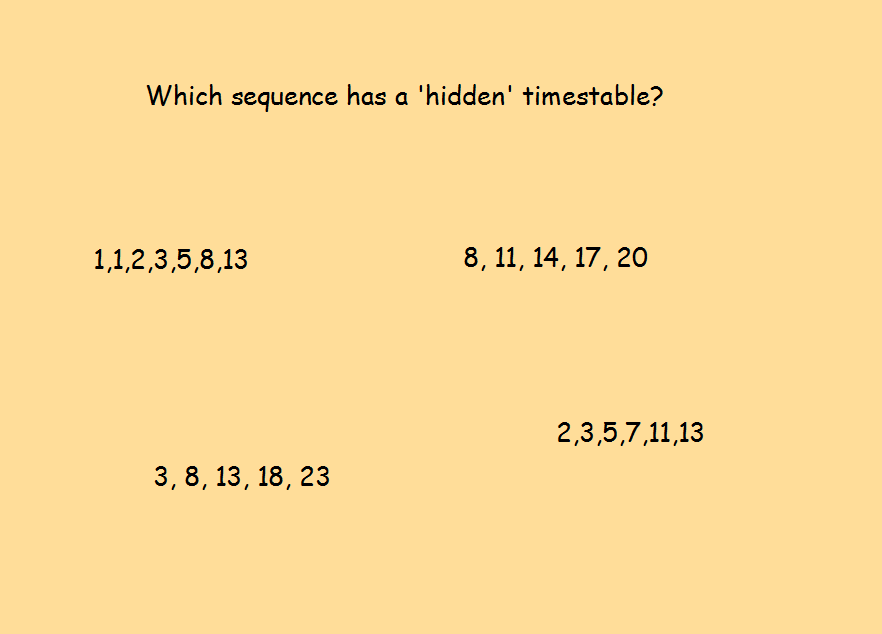 Which sequence has a 'hidden' timestable?
1,1,2,3,5,8,13
8, 11, 14, 17, 20
2,3,5,7,11,13
3, 8, 13, 18, 23